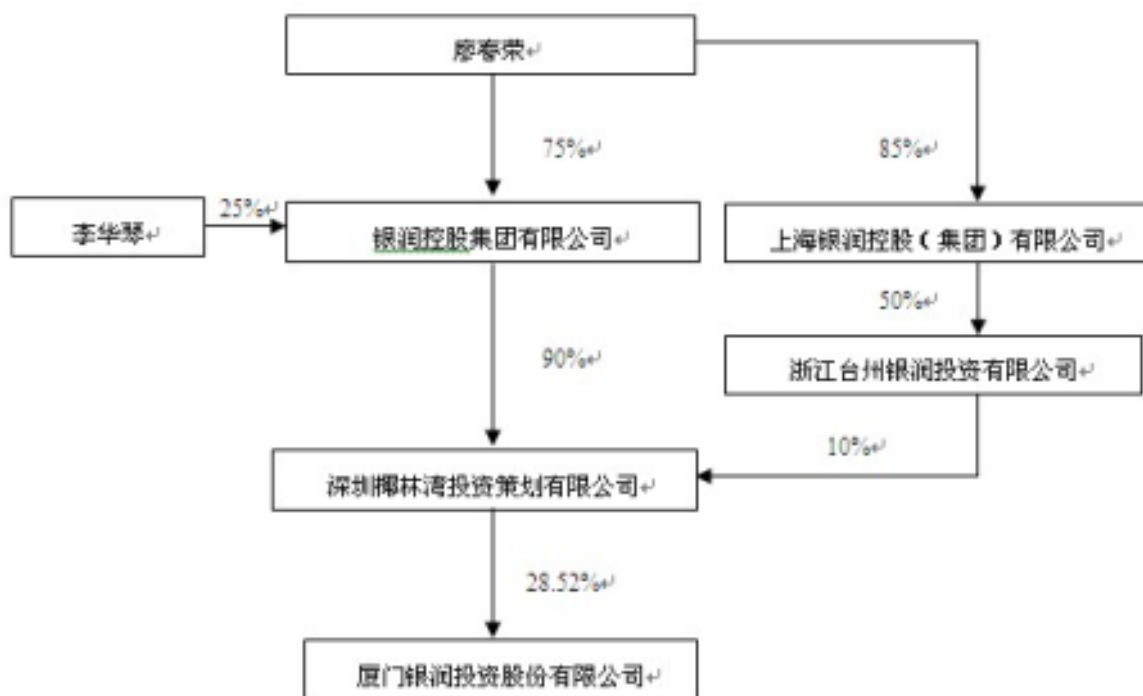 廖春荣↵
75%↵
85%↵
李华琴↵
25%↵
银润控股集团有限公司↵
上海银润控股（集团）有限公司↵
50%↵
90%↵
浙江台州银润投资有限公司↵
10%↵
深圳椰林湾投资策划有限公司↵
28.52%↵
厦门银润投资股份有限公司↵